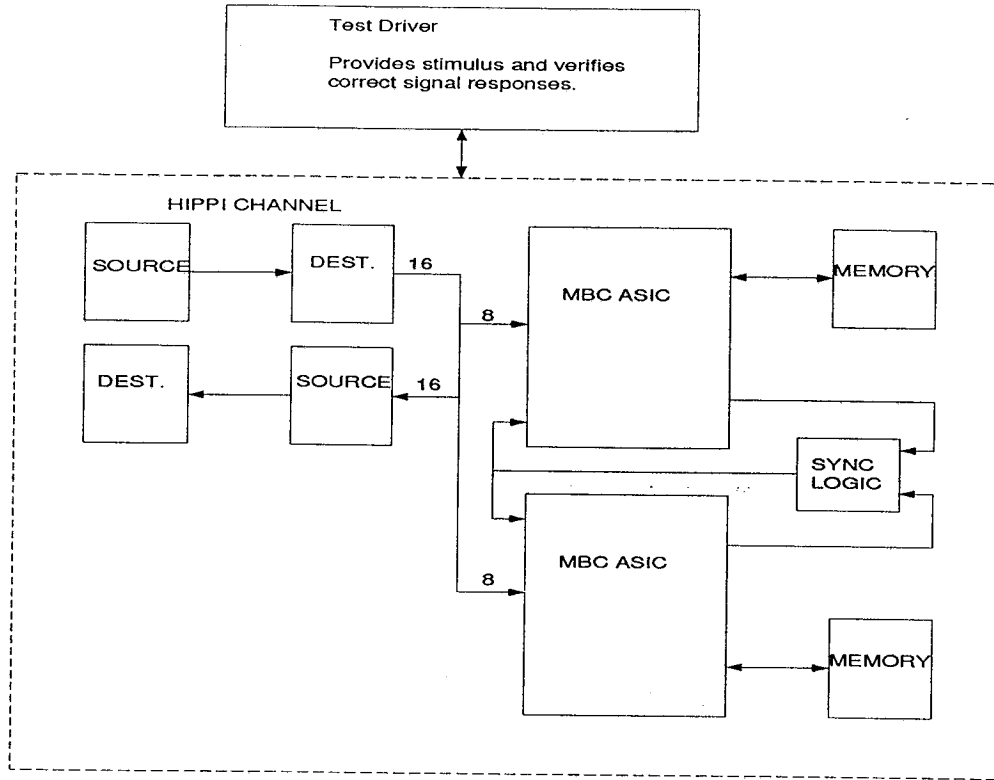 Test Driver
Provides stimulus and verifies
correct signal responses.
HIPPI CHANNEL
SOURCE
DEST.
16
8
MBC ASIC
MEMORY
DEST.
SOURCE
16
SYNC
LOGIC
MBC ASIC
8
MEMORY